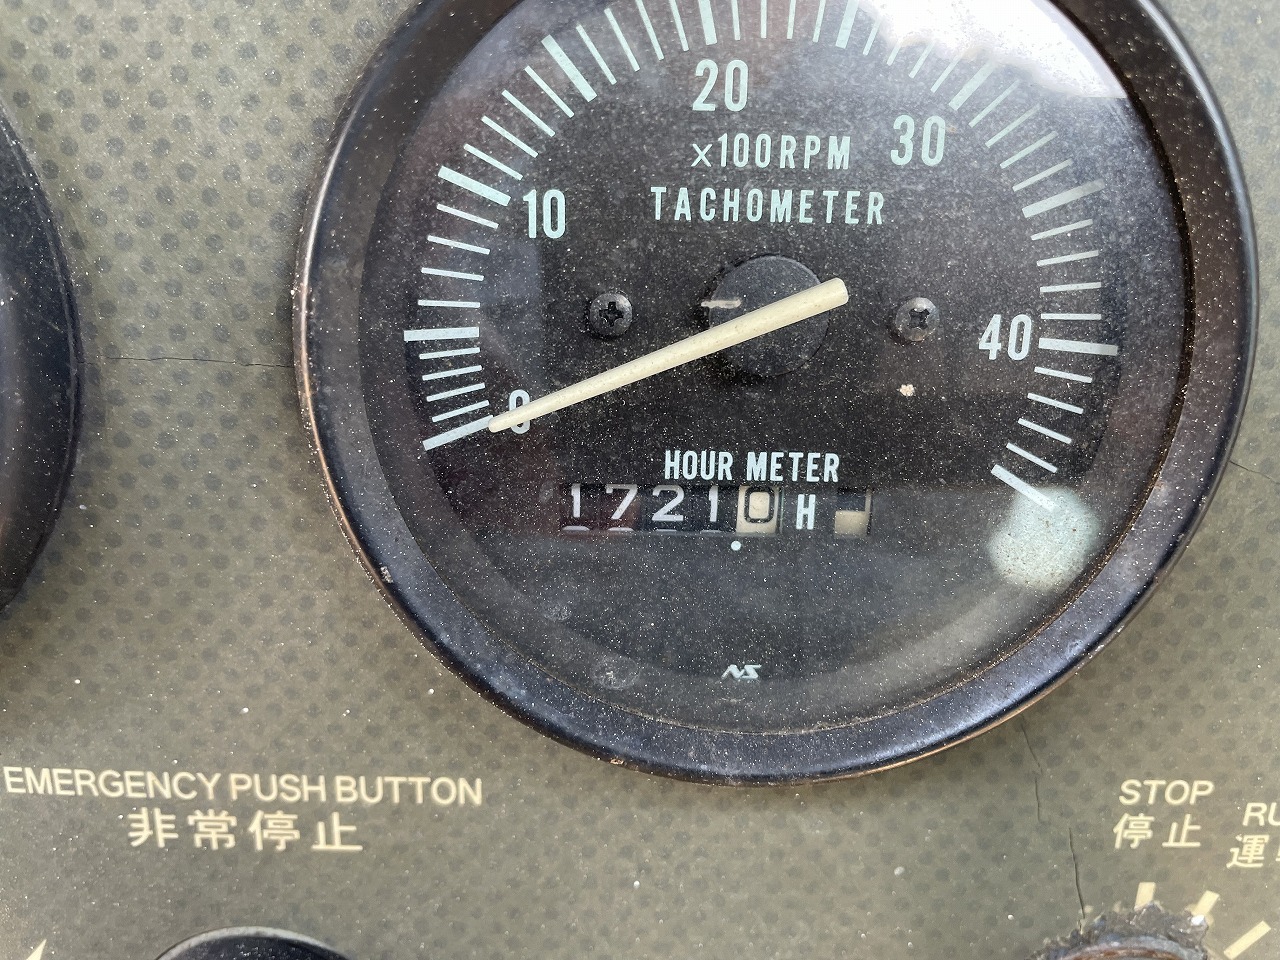 20
×100RPM
30
TACHOMETER
10
40
0
HOUR METER
17210 H
NS
EMERGENCY PUSH BUTTON
非常停止
STOP
停止